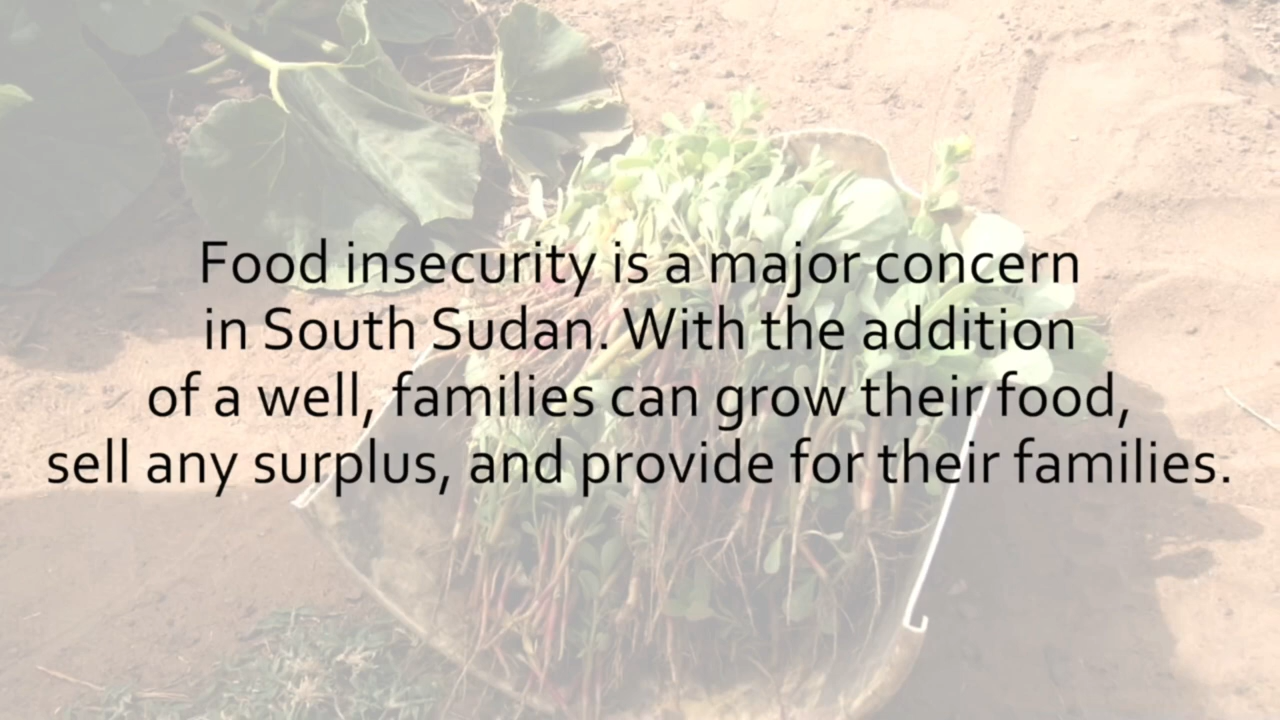 Food insecurity is a major concern
in South Sudan. With the addition
of a well, families can grow their food,
sell any surplus, and provide for their families.